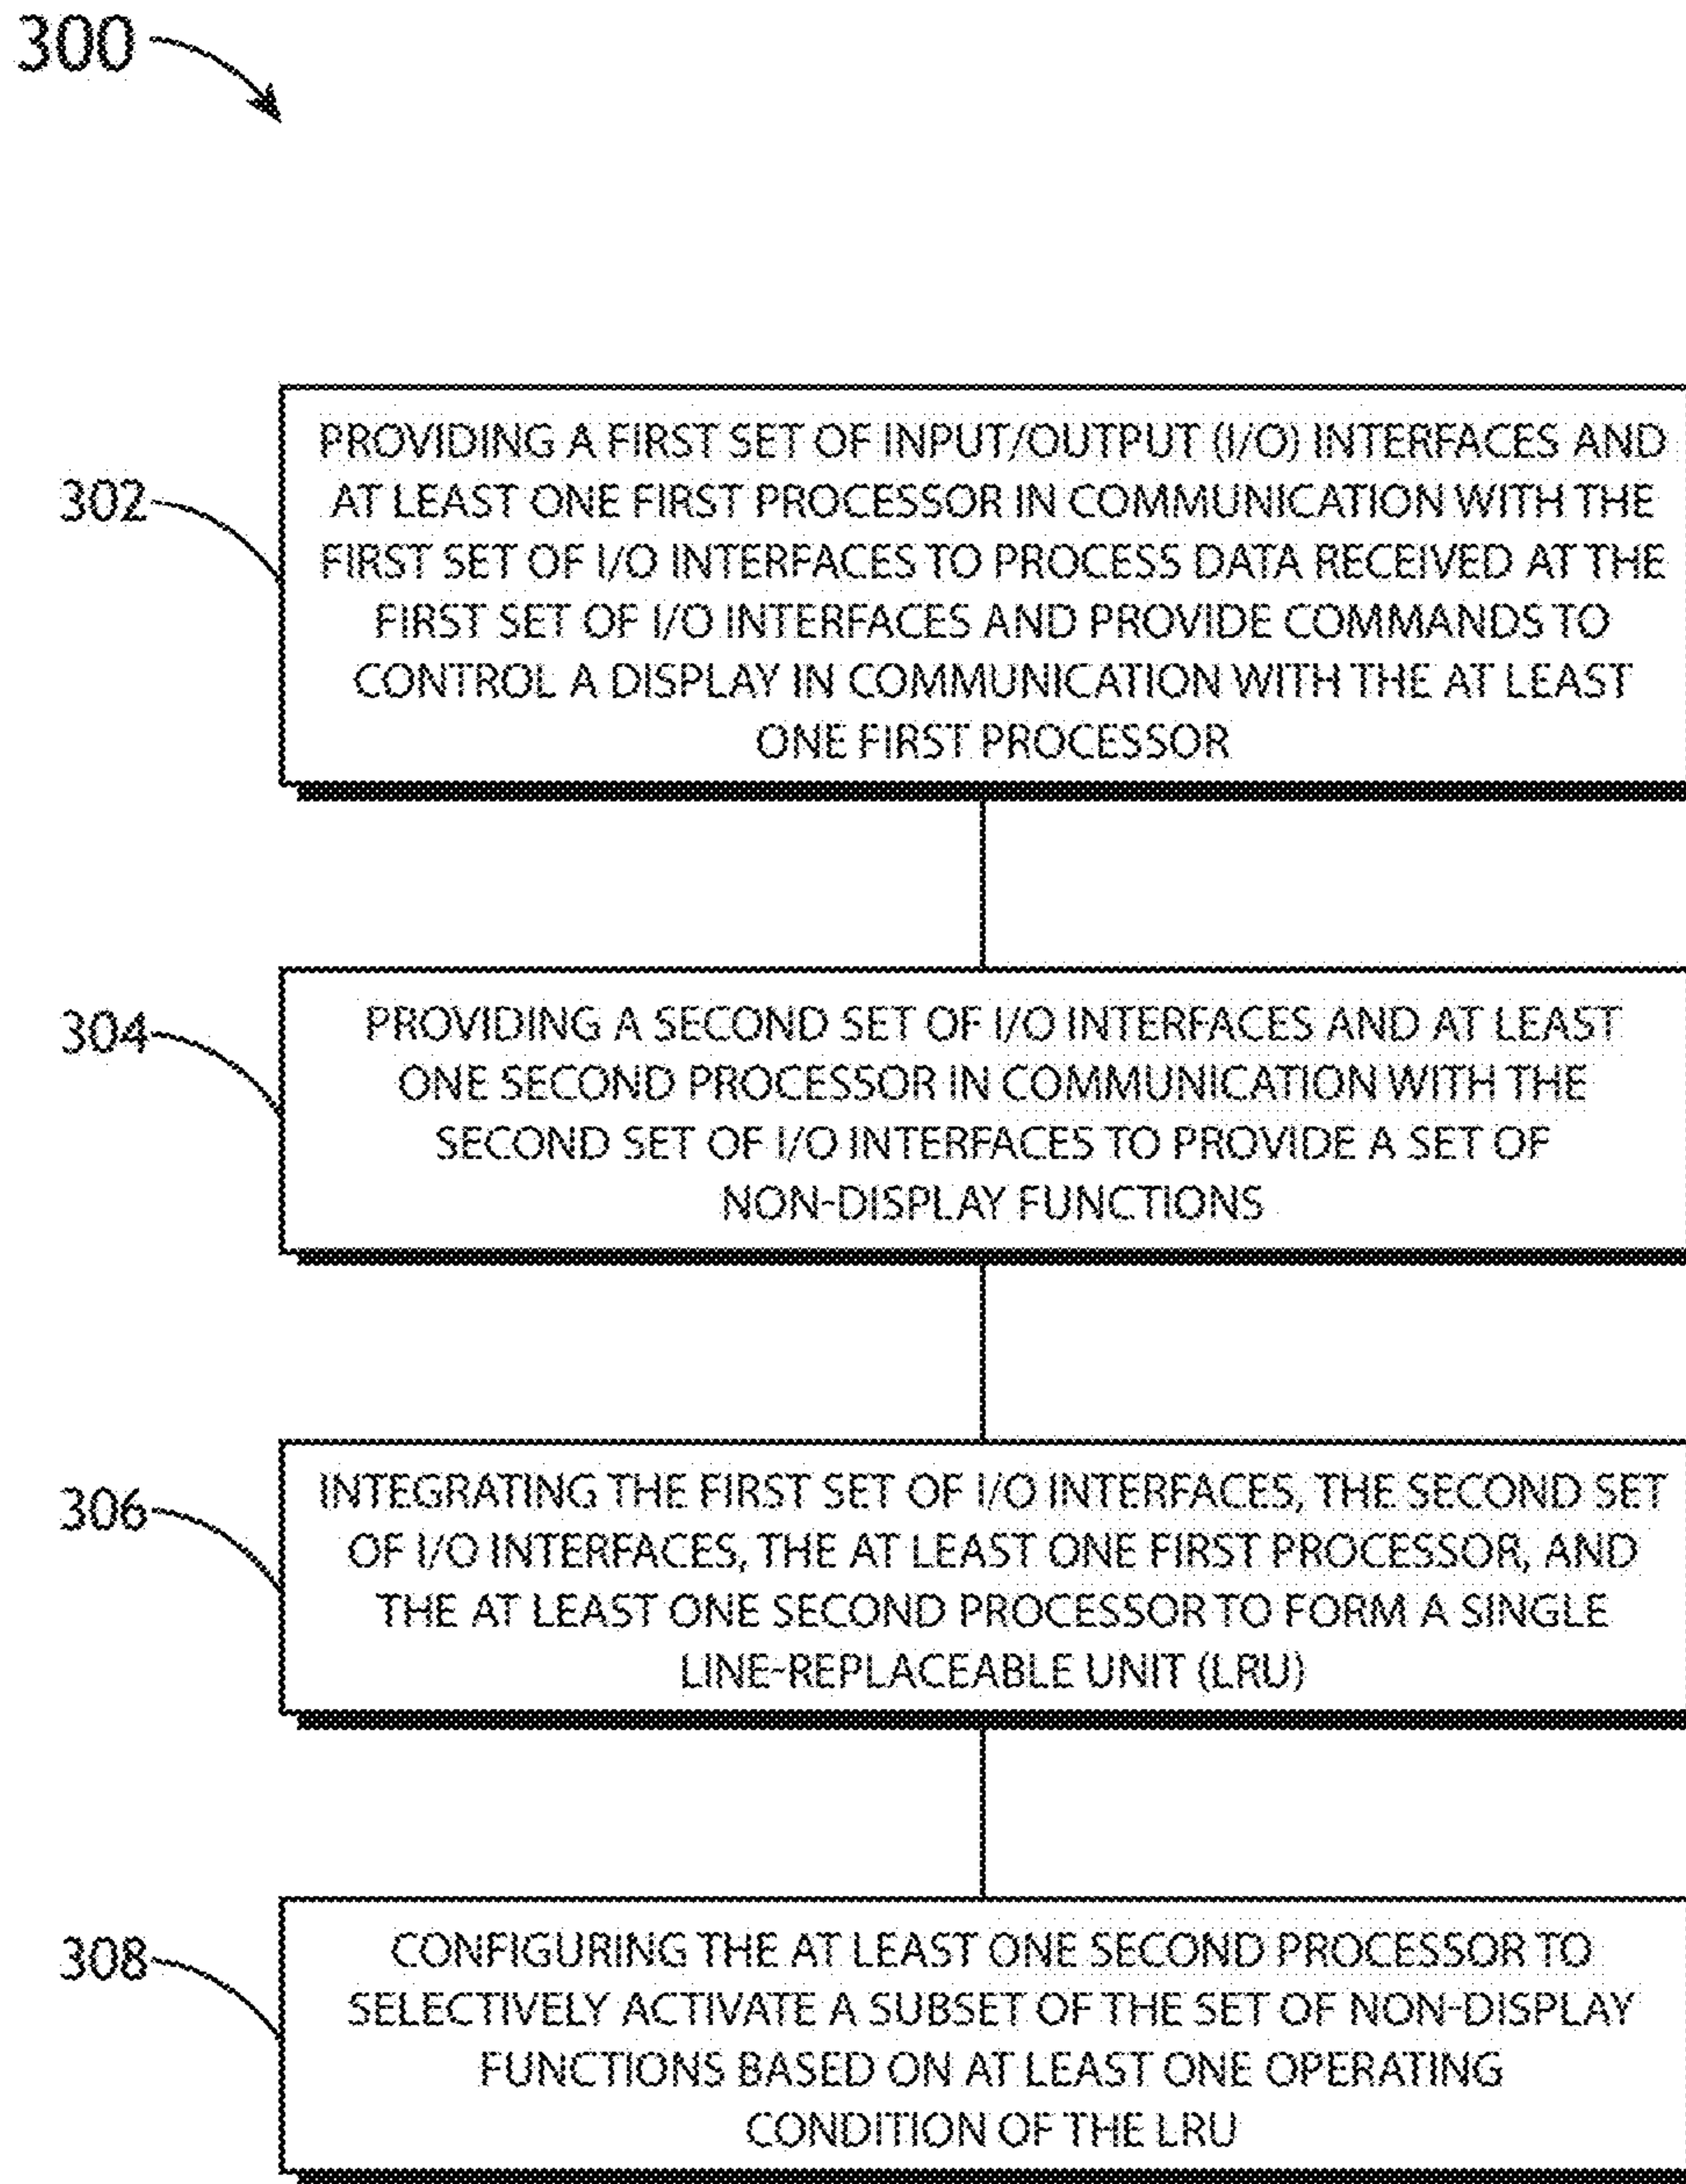 300
302
PROVIDING A FIRST SET OF INPUT/OUTPUT (I/O) INTERFACES AND
AT LEAST ONE FIRST PROCESSOR IN COMMUNICATION WITH THE
FIRST SET OF I/O INTERFACES TO PROCESS DATA RECEIVED AT THE
FIRST SET OF I/O INTERFACES AND PROVIDE COMMANDS TO
CONTROL A DISPLAY IN COMMUNICATION WITH THE AT LEAST
ONE FIRST PROCESSOR
304
PROVIDING A SECOND SET OF I/O INTERFACES AND AT LEAST
ONE SECOND PROCESSOR IN COMMUNICATION WITH THE
SECOND SET OF I/O INTERFACES TO PROVIDE A SET OF
NON-DISPLAY FUNCTIONS
306
INTEGRATING THE FIRST SET OF I/O INTERFACES, THE SECOND SET
OF I/O INTERFACES, THE AT LEAST ONE FIRST PROCESSOR, AND
THE AT LEAST ONE SECOND PROCESSOR TO FORM A SINGLE
LINE-REPLACEABLE UNIT (LRU)
308
CONFIGURING THE AT LEAST ONE SECOND PROCESSOR TO
SELECTIVELY ACTIVATE A SUBSET OF THE SET OF NON-DISPLAY
FUNCTIONS BASED ON AT LEAST ONE OPERATING
CONDITION OF THE LRU